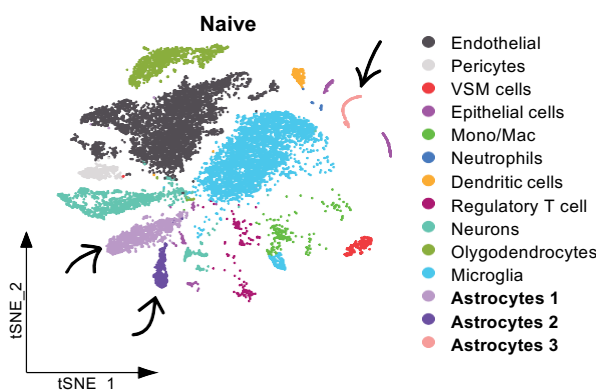 Naive
Endothelial
Pericytes
VSM cells
Epithelial cells
Mono/Mac
Neutrophils
Dendritic cells
Regulatory T cell
Neurons
Olygodendrocytes
Microglia
Astrocytes 1
Astrocytes 2
Astrocytes 3
tSNE_2
tSNE_1